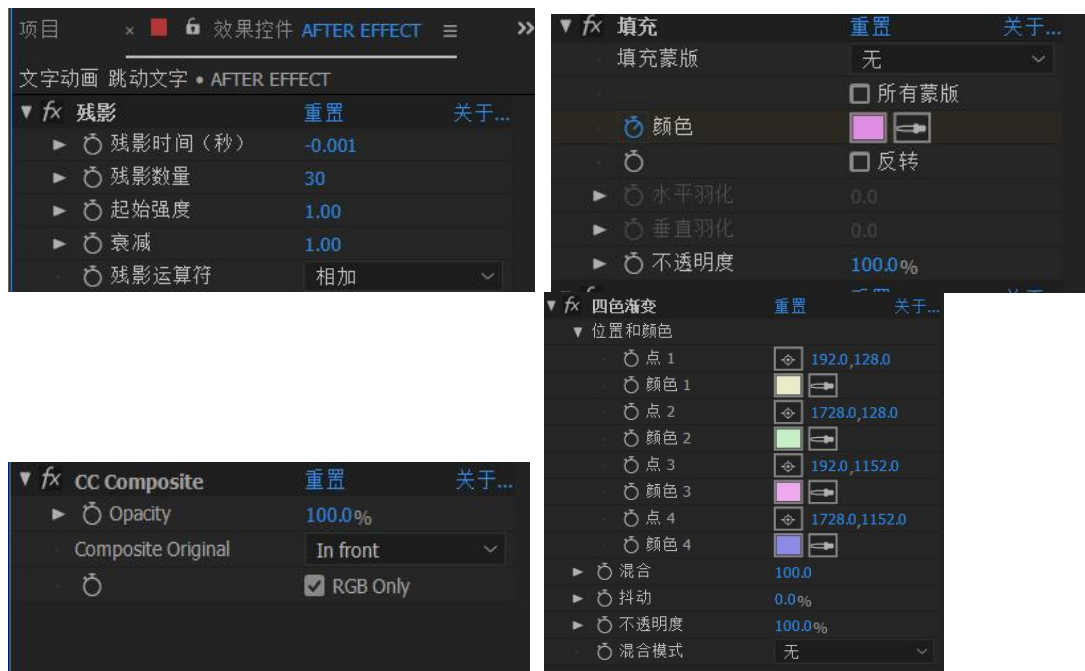 项目 × 效果控件 AFTER EFFECT ≡ »
文字动画 跳动文字 • AFTER EFFECT
fx 残影 重置 关于...
残影时间（秒） -0.001
残影数量 30
起始强度 1.00
衰减 1.00
残影运算符 相加
fx 填充 重置 关于...
填充蒙版 无
所有蒙版
颜色
反转
水平羽化 0.0
垂直羽化 0.0
不透明度 100.0%
fx 四色渐变 重置 关于...
位置和颜色
点 1 192.0,128.0
颜色 1
点 2 1728.0,128.0
颜色 2
点 3 192.0,1152.0
颜色 3
点 4 1728.0,1152.0
颜色 4
混合 100.0
抖动 0.0%
不透明度 100.0%
混合模式 无
fx CC Composite 重置 关于...
Opacity 100.0%
Composite Original In front
RGB Only